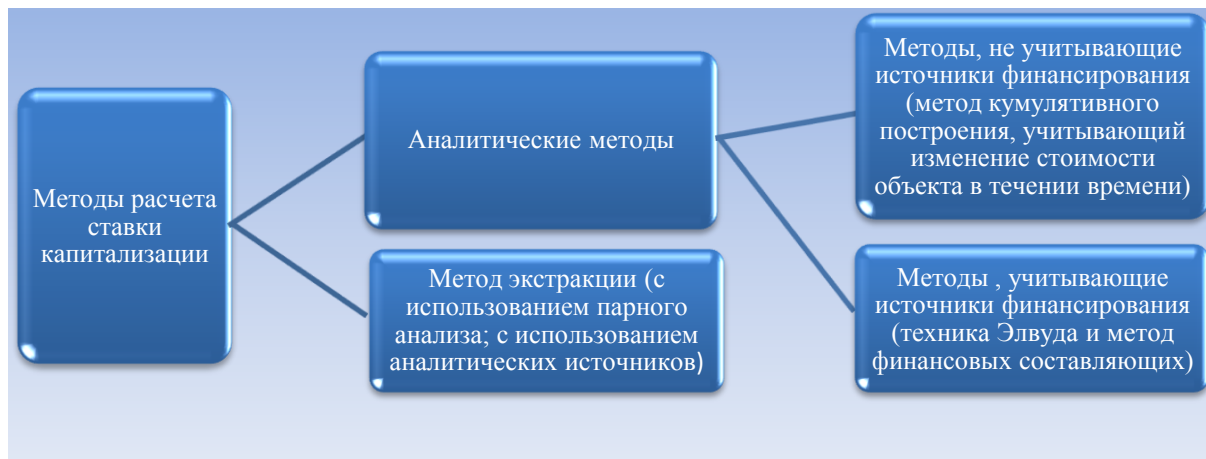 Методы расчета
ставки
капитализации
Аналитические методы
Метод экстракции (с
использованием парного
анализа; с использованием
аналитических источников)
Методы, не учитывающие
источники финансирования
(метод кумулятивного
построения, учитывающий
изменение стоимости
объекта в течении времени)
Методы , учитывающие
источники финансирования
(техника Элвуда и метод
финансовых составляющих)